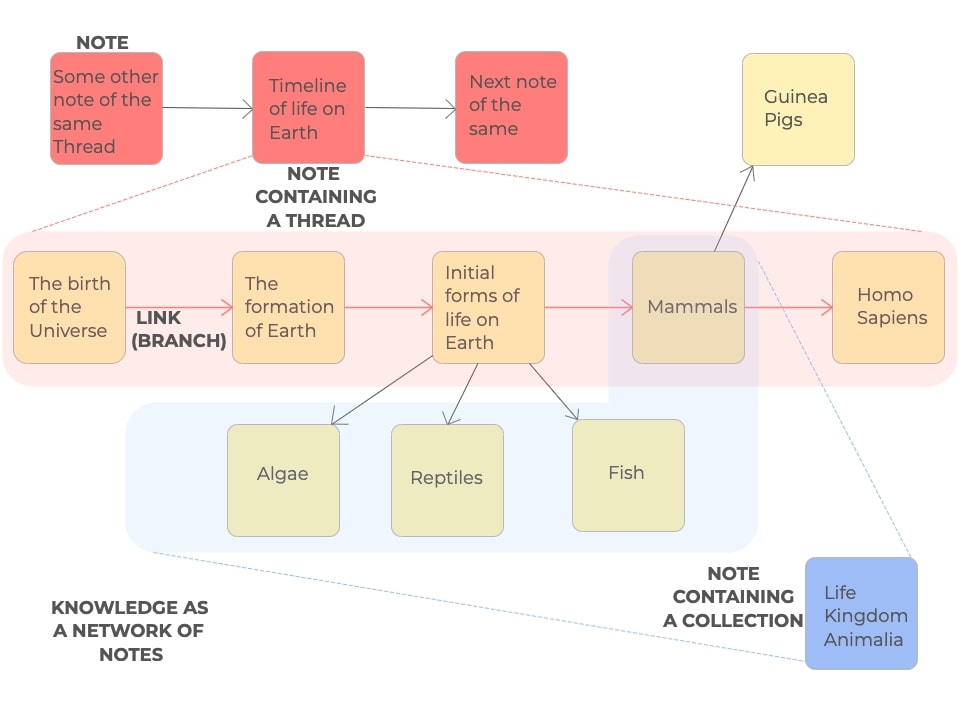 NOTE
Some other
note of the
same
Thread
Timeline
of life on
Earth
Next note
of the
same
Guinea
Pigs
NOTE
CONTAINING
A THREAD
The birth
of the
Universe
LINK
(BRANCH)
The
formation
of Earth
Initial
forms of
life on
Earth
Mammals
Homo
Sapiens
Algae
Reptiles
Fish
KNOWLEDGE AS
A NETWORK OF
NOTES
NOTE
CONTAINING
A COLLECTION
Life
Kingdom
Animalia